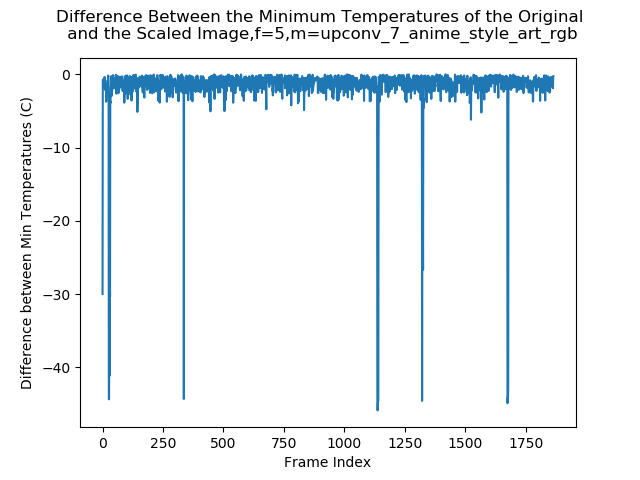 Difference Between the Minimum Temperatures of the Original
and the Scaled Image,f=5,m=upconv_7_anime_style_art_rgb
0
−10
−20
−30
−40
Difference between Min Temperatures (C)
0 250 500 750 1000 1250 1500 1750
Frame Index